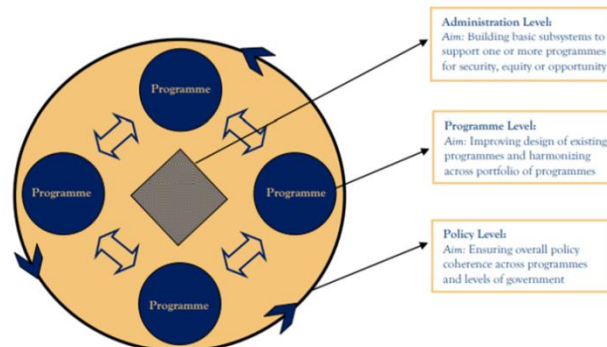 Programme
Programme
Programme
Programme
Administration Level:
Aim: Building basic subsystems to
support one or more programmes
for security, equity or opportunity
Programme Level:
Aim: Improving design of existing
programmes and harmonizing
across portfolio of programmes
Policy Level:
Aim: Ensuring overall policy
coherence across programmes
and levels of government